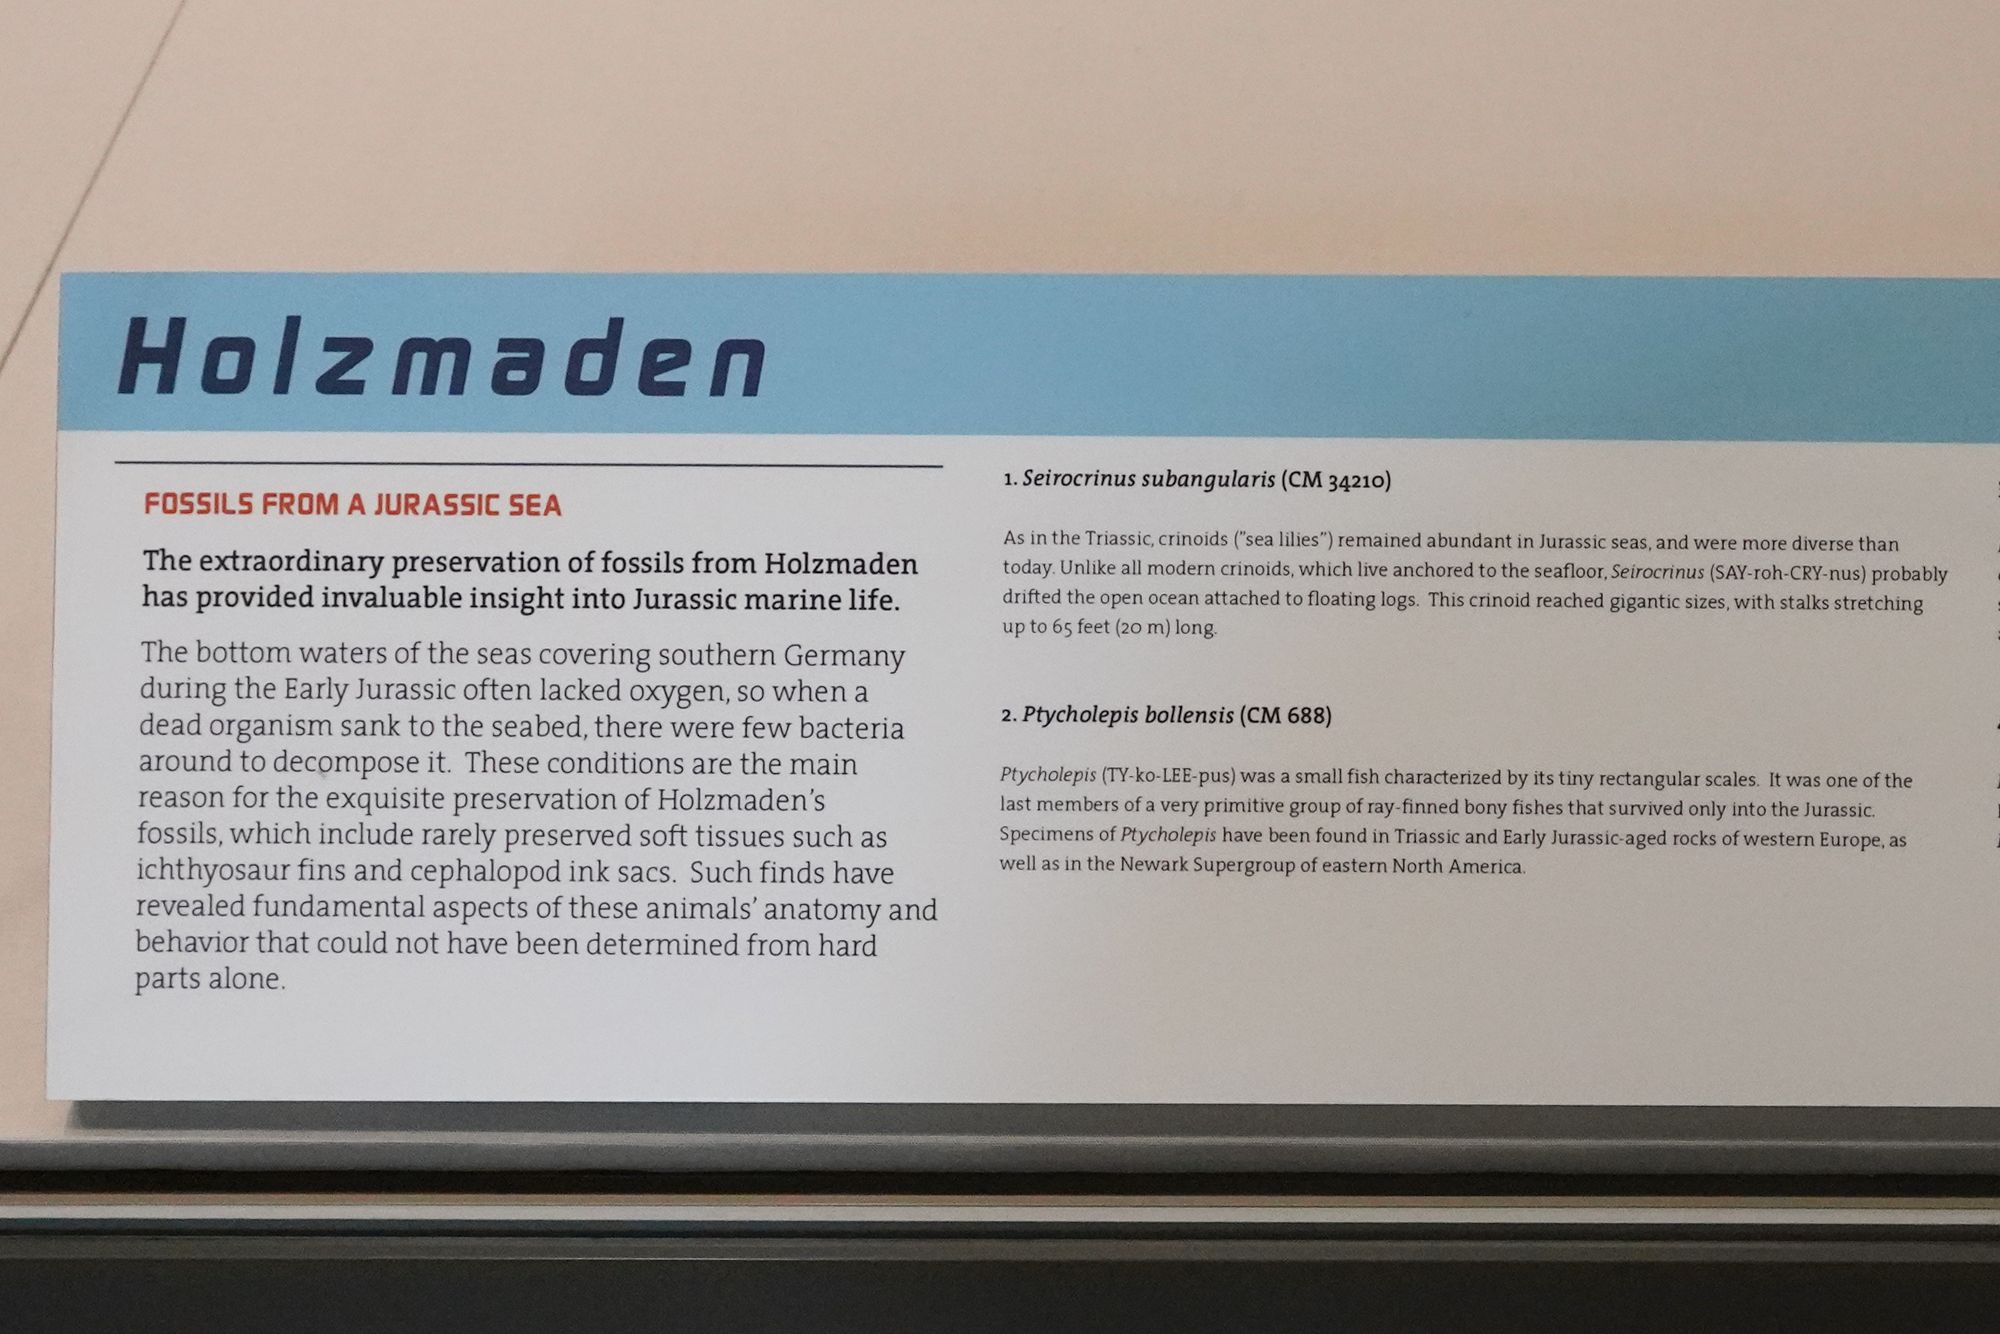 Holzmaden
FOSSILS FROM A JURASSIC SEA
The extraordinary preservation of fossils from Holzmaden
has provided invaluable insight into Jurassic marine life.
The bottom waters of the seas covering southern Germany
during the Early Jurassic often lacked oxygen, so when a
dead organism sank to the seabed, there were few bacteria
around to decompose it. These conditions are the main
reason for the exquisite preservation of Holzmaden's
fossils, which include rarely preserved soft tissues such as
ichthyosaur fins and cephalopod ink sacs. Such finds have
revealed fundamental aspects of these animals' anatomy and
behavior that could not have been determined from hard
parts alone.
1. Seirocrinus subangularis (CM 34210)
As in the Triassic, crinoids ("sea lilies") remained abundant in Jurassic seas, and were more diverse than
today. Unlike all modern crinoids, which live anchored to the seafloor, Seirocrinus (SAY-roh-CRY-nus) probably
drifted the open ocean attached to floating logs. This crinoid reached gigantic sizes, with stalks stretching
up to 65 feet (20 m) long.
2. Ptycholepis bollensis (CM 688)
Ptycholepis (TY-ko-LEE-pus) was a small fish characterized by its tiny rectangular scales. It was one of the
last members of a very primitive group of ray-finned bony fishes that survived only into the Jurassic.
Specimens of Ptycholepis have been found in Triassic and Early Jurassic-aged rocks of western Europe, as
well as in the Newark Supergroup of eastern North America.